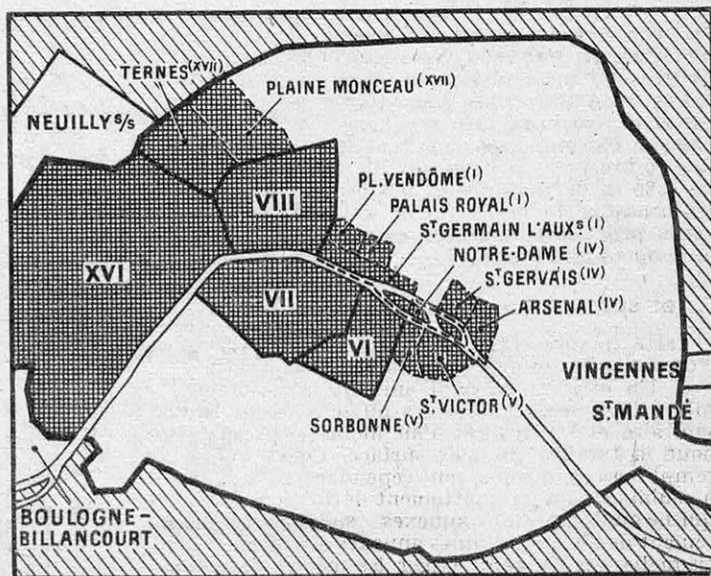 TERNES (XVII)
PLAINE MONCEAU (XVII)
NEUILLY s/s
PL. VENDÔME (I)
PALAIS ROYAL (I)
VIII
ST GERMAIN L'AUXS (I)
NOTRE-DAME (IV)
XVI
ST GERVAIS (IV)
VII
ARSENAL (IV)
VI
VINCENNES
ST MANDÉ
ST VICTOR (V)
SORBONNE (V)
BOULOGNE-
BILLANCOURT